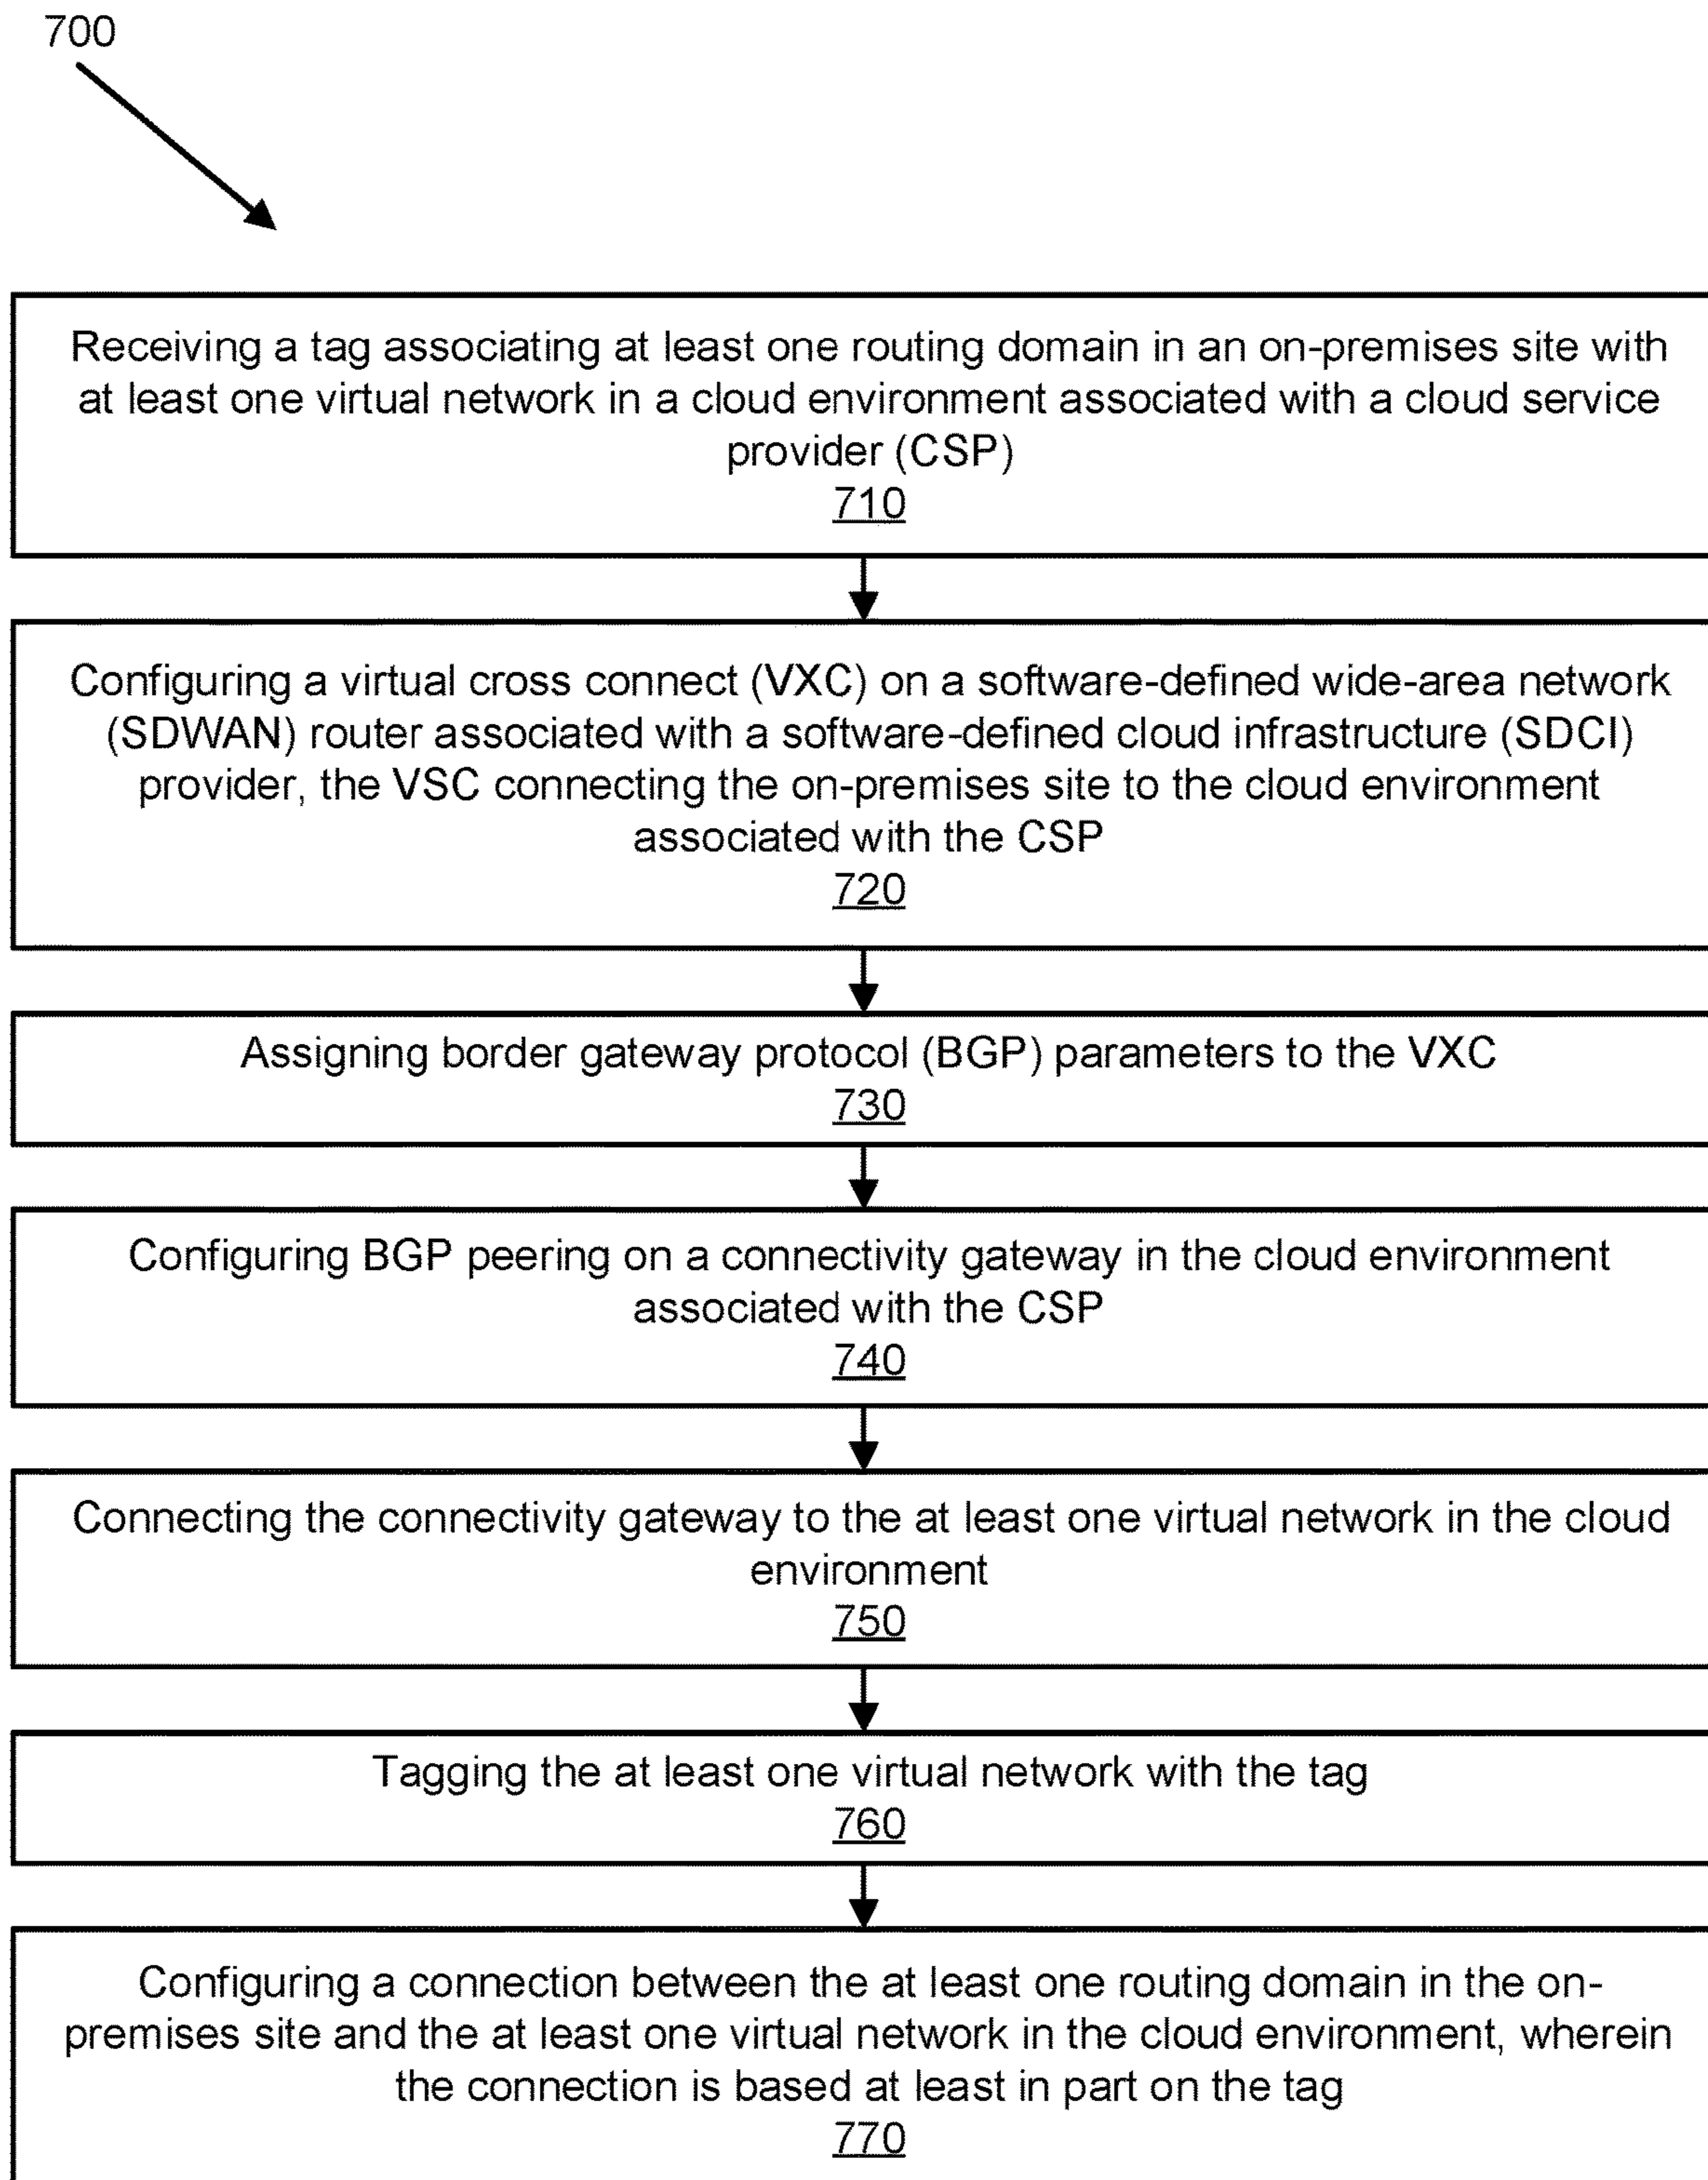 700
Receiving a tag associating at least one routing domain in an on-premises site with
at least one virtual network in a cloud environment associated with a cloud service
provider (CSP)
710
Configuring a virtual cross connect (VXC) on a software-defined wide-area network
(SDWAN) router associated with a software-defined cloud infrastructure (SDCI)
provider, the VSC connecting the on-premises site to the cloud environment
associated with the CSP
720
Assigning border gateway protocol (BGP) parameters to the VXC
730
Configuring BGP peering on a connectivity gateway in the cloud environment
associated with the CSP
740
Connecting the connectivity gateway to the at least one virtual network in the cloud
environment
750
Tagging the at least one virtual network with the tag
760
Configuring a connection between the at least one routing domain in the on-
premises site and the at least one virtual network in the cloud environment, wherein
the connection is based at least in part on the tag
770